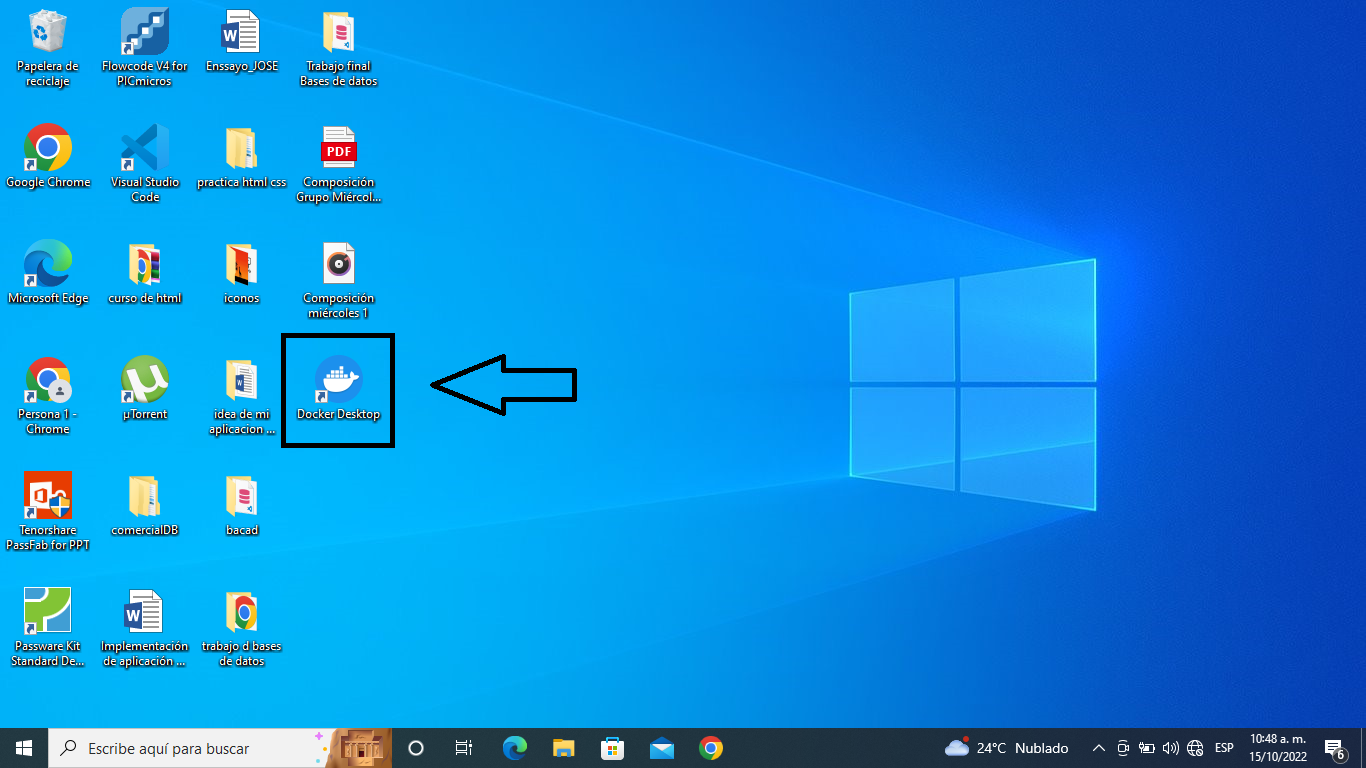 Papelera de
reciclaje
Flowcode V4 for
PICmicros
Enssayo_JOSE
Trabajo final
Bases de datos
Google Chrome
Visual Studio
Code
practica html css
PDF
Composición
Grupo Miércol...
Microsoft Edge
curso de html
iconos
Composición
miércoles 1
Persona 1 -
Chrome
µTorrent
idea de mi
aplicacion ...
Docker Desktop
Tenorshare
PassFab for PPT
comercialDB
bacad
Passware Kit
Standard De...
Implementación
de aplicación ...
trabajo d bases
de datos
Escribe aquí para buscar
24°C Nublado
ESP
10:48 a. m.
15/10/2022
6